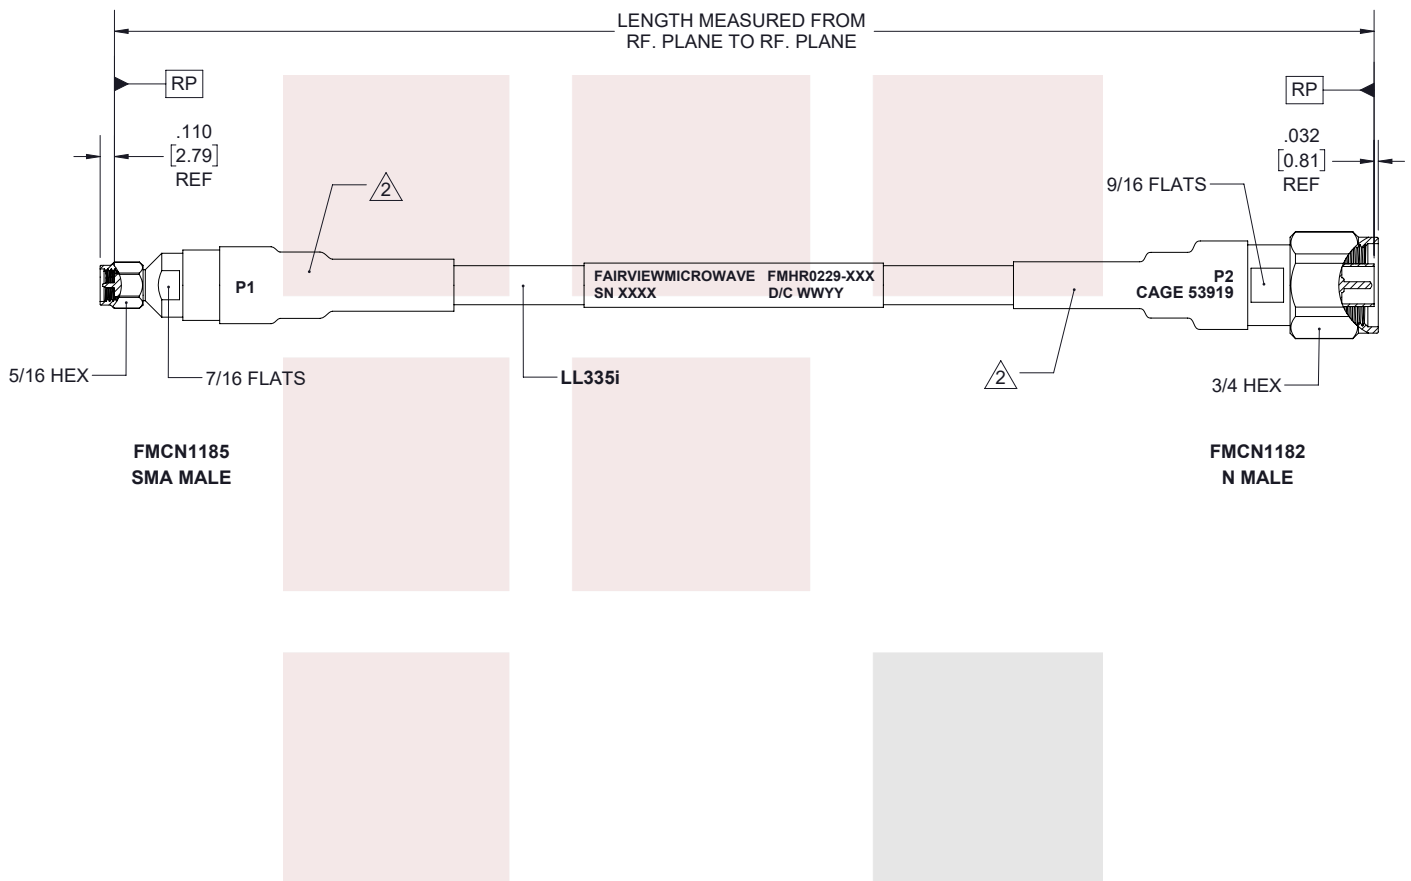 LENGTH MEASURED FROM
RF. PLANE TO RF. PLANE
RP
RP
.110
[2.79]
REF
.032
[0.81]
REF
2
9/16 FLATS
P1
FAIRVIEWMICROWAVE FMHR0229-XXX
SN XXXX D/C WWYY
P2
CAGE 53919
5/16 HEX
7/16 FLATS
LL335i
2
3/4 HEX
FMCN1185
SMA MALE
FMCN1182
N MALE